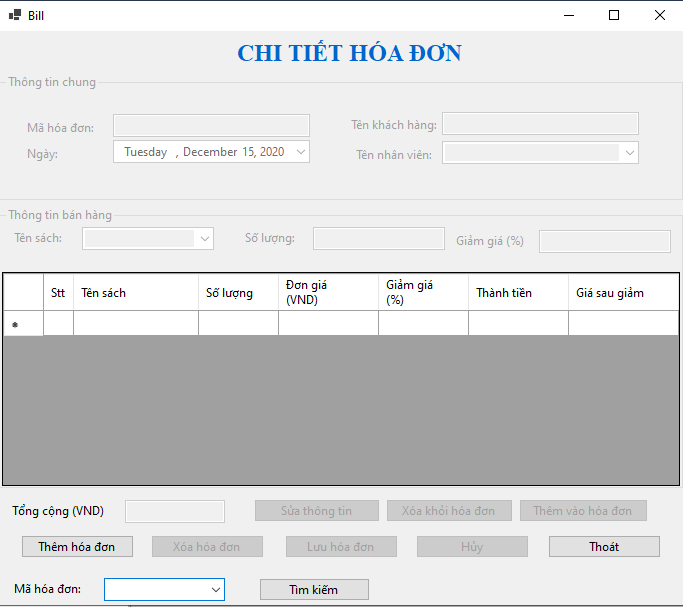 Bill
CHI TIẾT HÓA ĐƠN
Thông tin chung
Mã hóa đơn:
Tên khách hàng:
Ngày:
Tuesday , December 15, 2020
Tên nhân viên:
Thông tin bán hàng
Tên sách:
Số lượng:
Giảm giá (%)
Stt
Tên sách
Số lượng
Đơn giá
(VND)
Giảm giá
(%)
Thành tiền
Giá sau giảm
Tổng cộng (VND)
Sửa thông tin
Xóa khỏi hóa đơn
Thêm vào hóa đơn
Thêm hóa đơn
Xóa hóa đơn
Lưu hóa đơn
Hủy
Thoát
Mã hóa đơn:
Tìm kiếm